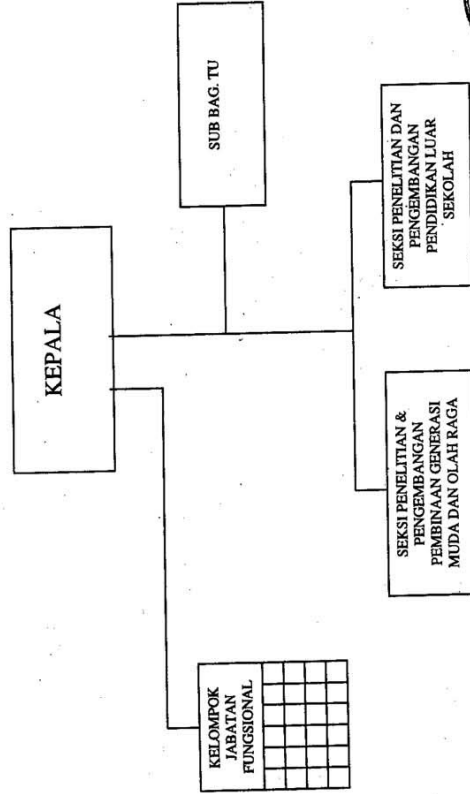 KEPALA
SUB BAG. TU
KELOMPOK
JABATAN
FUNGSIONAL
SEKSI PENELITIAN &
PENGEMBANGAN
PEMBINAAN GENERASI
MUDA DAN OLAH RAGA
SEKSI PENELITIAN DAN
PENGEMBANGAN
PENDIDIKAN LUAR
SEKOLAH